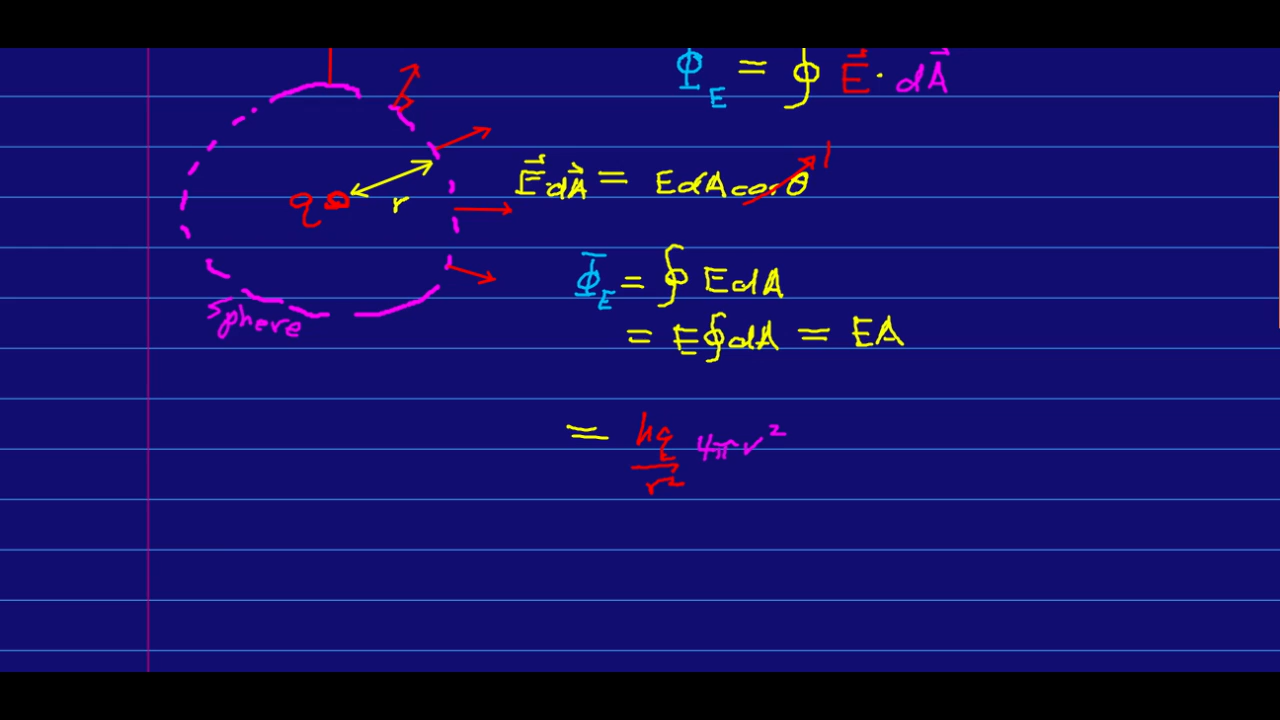 Φ_E = ∮ E⃗ · dA⃗
E⃗ dA⃗ = E dA cos θ 1
q r
Φ_E = ∮ E dA
sphere
= E ∮ dA = EA
= kq/r² 4πr²